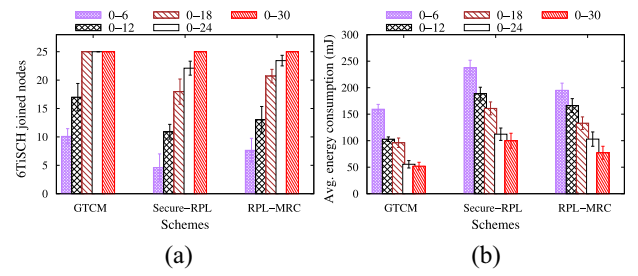 0−6 0−18 0−30
0−12 0−24
6TiSCH joined nodes
30
25
20
15
10
5
0
GTCM Secure−RPL RPL−MRC
Schemes
(a)
0−6 0−18 0−30
0−12 0−24
Avg. energy consumption (mJ)
300
250
200
150
100
50
0
GTCM Secure−RPL RPL−MRC
Schemes
(b)